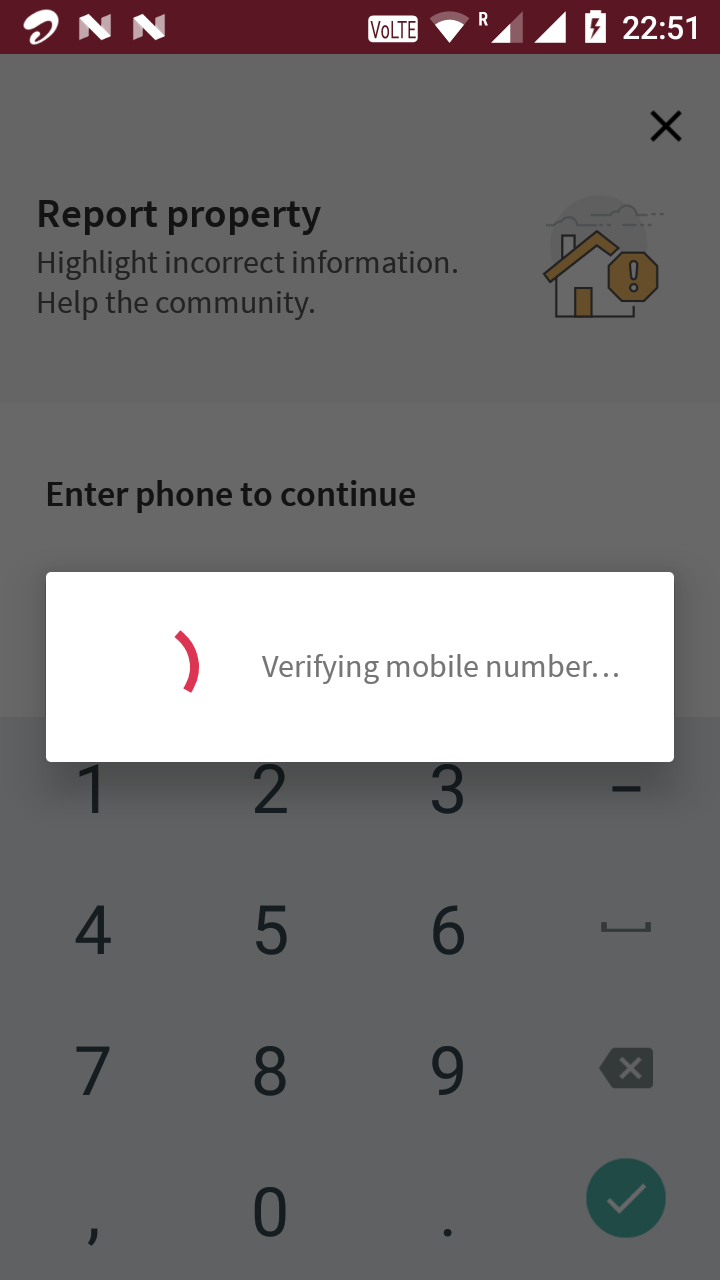 VoLTE R 22:51
Report property
Highlight incorrect information.
Help the community.
Enter phone to continue
Verifying mobile number...
1 2 3 –
4 5 6
7 8 9
, 0 .